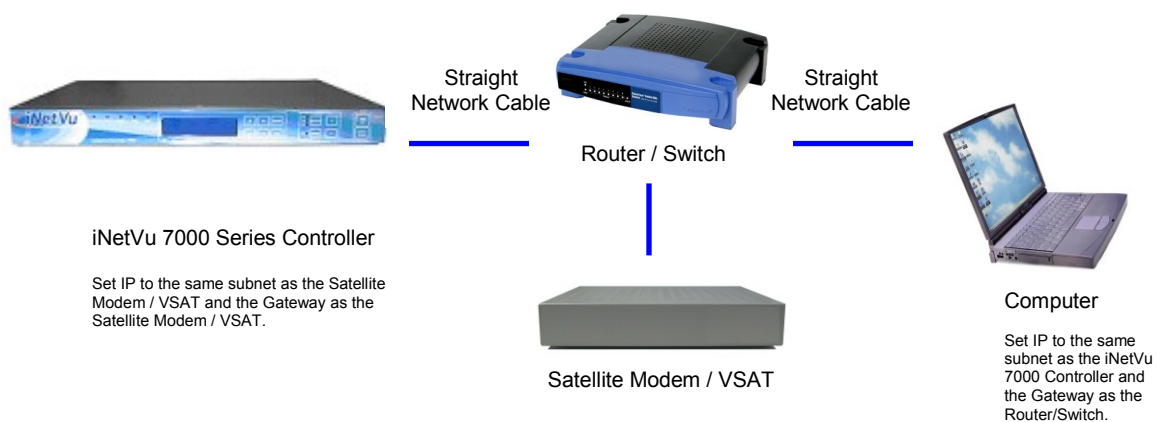 Straight
Network Cable
Straight
Network Cable
iNetVu
Router / Switch
iNetVu 7000 Series Controller
Set IP to the same subnet as the Satellite
Modem / VSAT and the Gateway as the
Satellite Modem / VSAT.
Satellite Modem / VSAT
Computer
Set IP to the same
subnet as the iNetVu
7000 Controller and
the Gateway as the
Router/Switch.